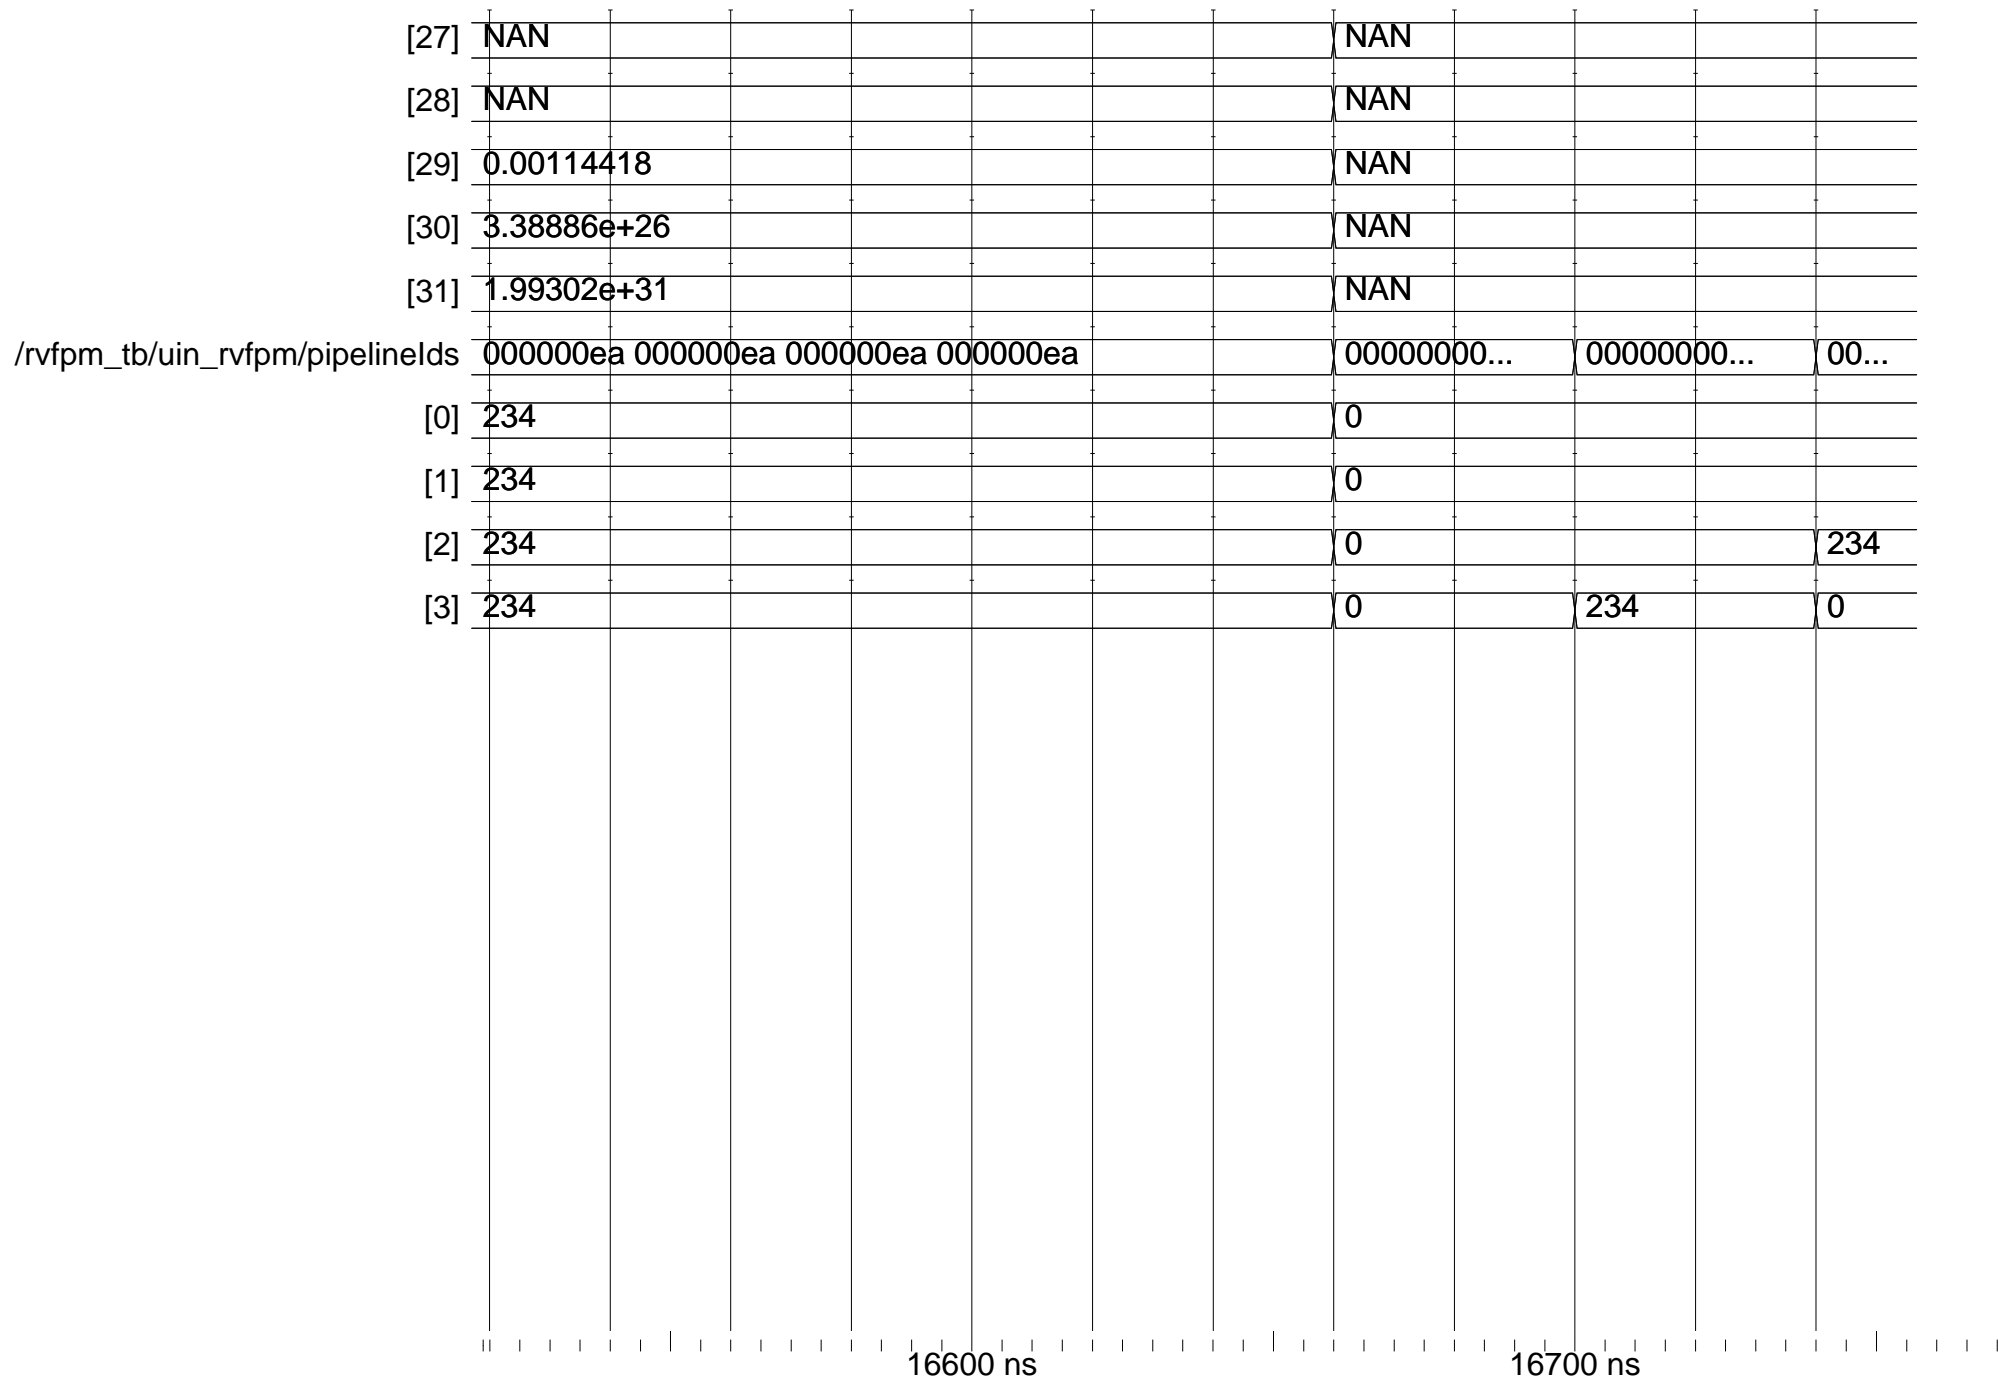 [27] NAN NAN
[28] NAN NAN
[29] 0.00114418 NAN
[30] 3.38886e+26 NAN
[31] 1.99302e+31 NAN
/rvfpm_tb/uin_rvfpm/pipelineIds 000000ea 000000ea 000000ea 000000ea 00000000... 00000000... 00...
[0] 234 0
[1] 234 0
[2] 234 0 234
[3] 234 0 234 0
16600 ns 16700 ns